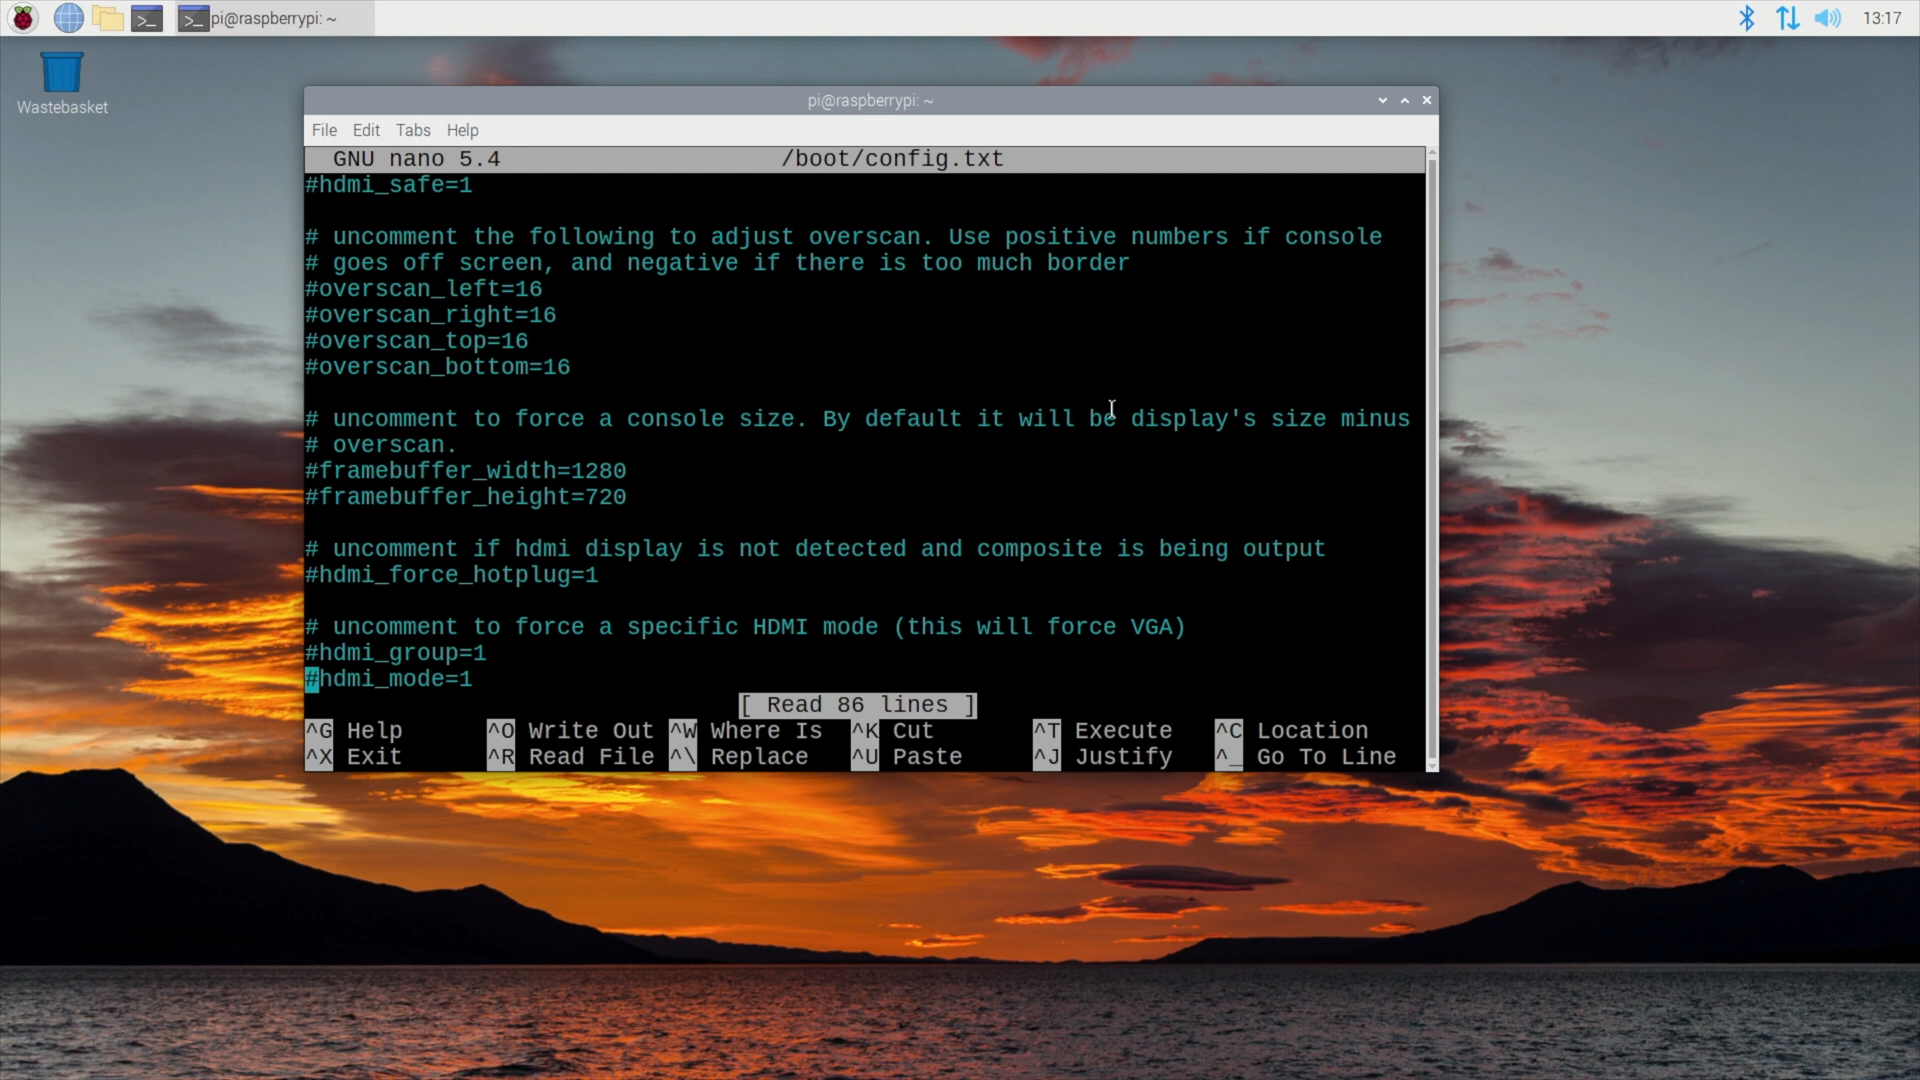 pi@raspberrypi: ~
13:17
Wastebasket
pi@raspberrypi: ~
File Edit Tabs Help
GNU nano 5.4 /boot/config.txt
#hdmi_safe=1
# uncomment the following to adjust overscan. Use positive numbers if console
# goes off screen, and negative if there is too much border
#overscan_left=16
#overscan_right=16
#overscan_top=16
#overscan_bottom=16
# uncomment to force a console size. By default it will be display's size minus
# overscan.
#framebuffer_width=1280
#framebuffer_height=720
# uncomment if hdmi display is not detected and composite is being output
#hdmi_force_hotplug=1
# uncomment to force a specific HDMI mode (this will force VGA)
#hdmi_group=1
#hdmi_mode=1
[ Read 86 lines ]
^G Help ^O Write Out ^W Where Is ^K Cut ^T Execute ^C Location
^X Exit ^R Read File ^\ Replace ^U Paste ^J Justify ^_ Go To Line